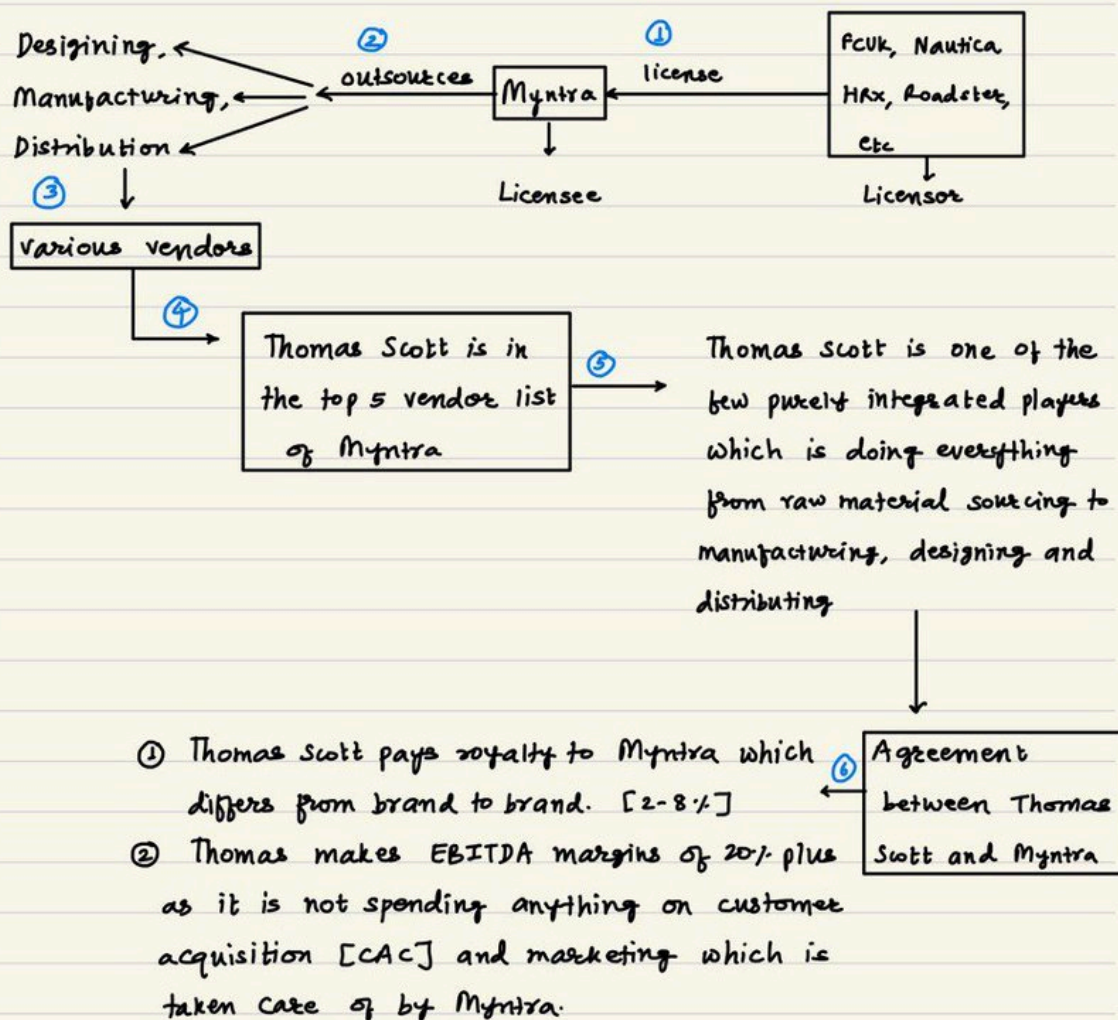 ② ①
Desigining, outsources Myntra license FCUK, Nautica
Manufacturing, HRx, Roadster,
Distribution etc
Licensee Licensor
③
various vendors
④
Thomas Scott is in
the top 5 vendor list
of Myntra
⑤
Thomas Scott is one of the
few purely integrated players
which is doing everything
from raw material sourcing to
manufacturing, designing and
distributing
Agreement
between Thomas
Scott and Myntra
⑥
① Thomas Scott pays royalty to Myntra which
differs from brand to brand. [2-8%]
② Thomas makes EBITDA margins of 20% plus
as it is not spending anything on customer
acquisition [CAC] and marketing which is
taken care of by Myntra.